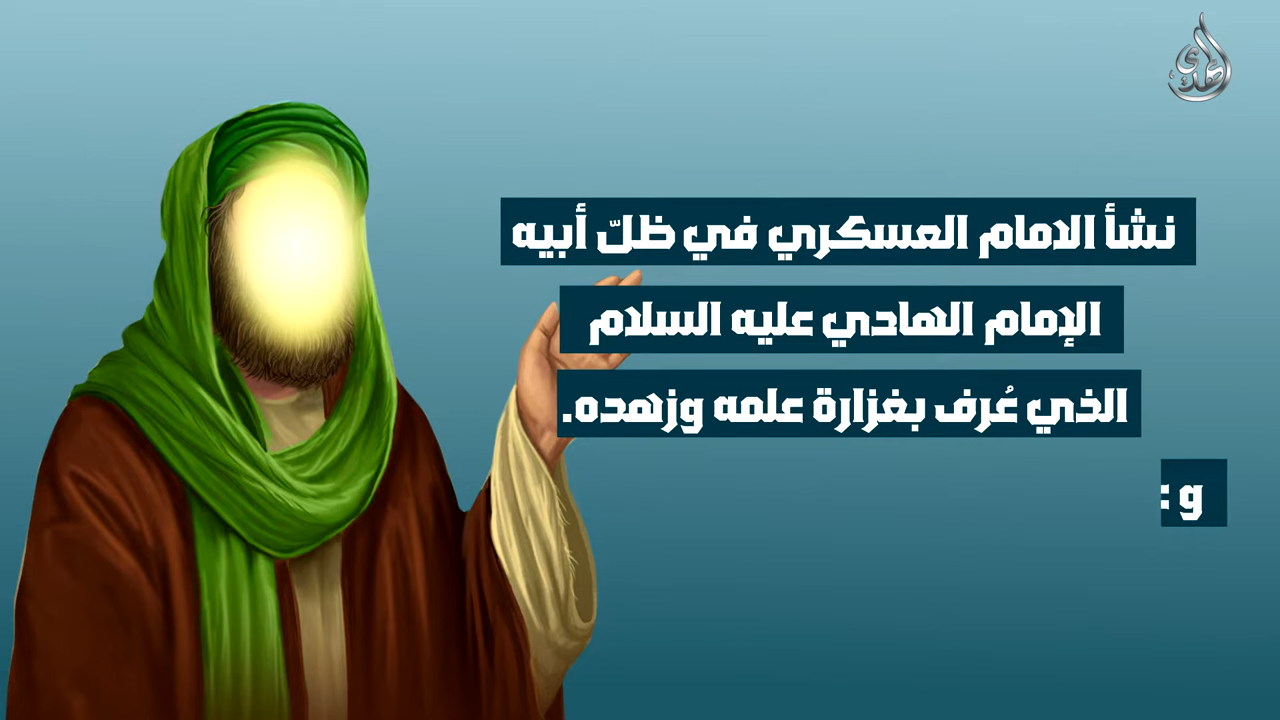 نشأ الامام العسكري في ظلّ أبيه
الإمام الهادي عليه السلام
الذي عُرف بغزارة علمه وزهده.
و